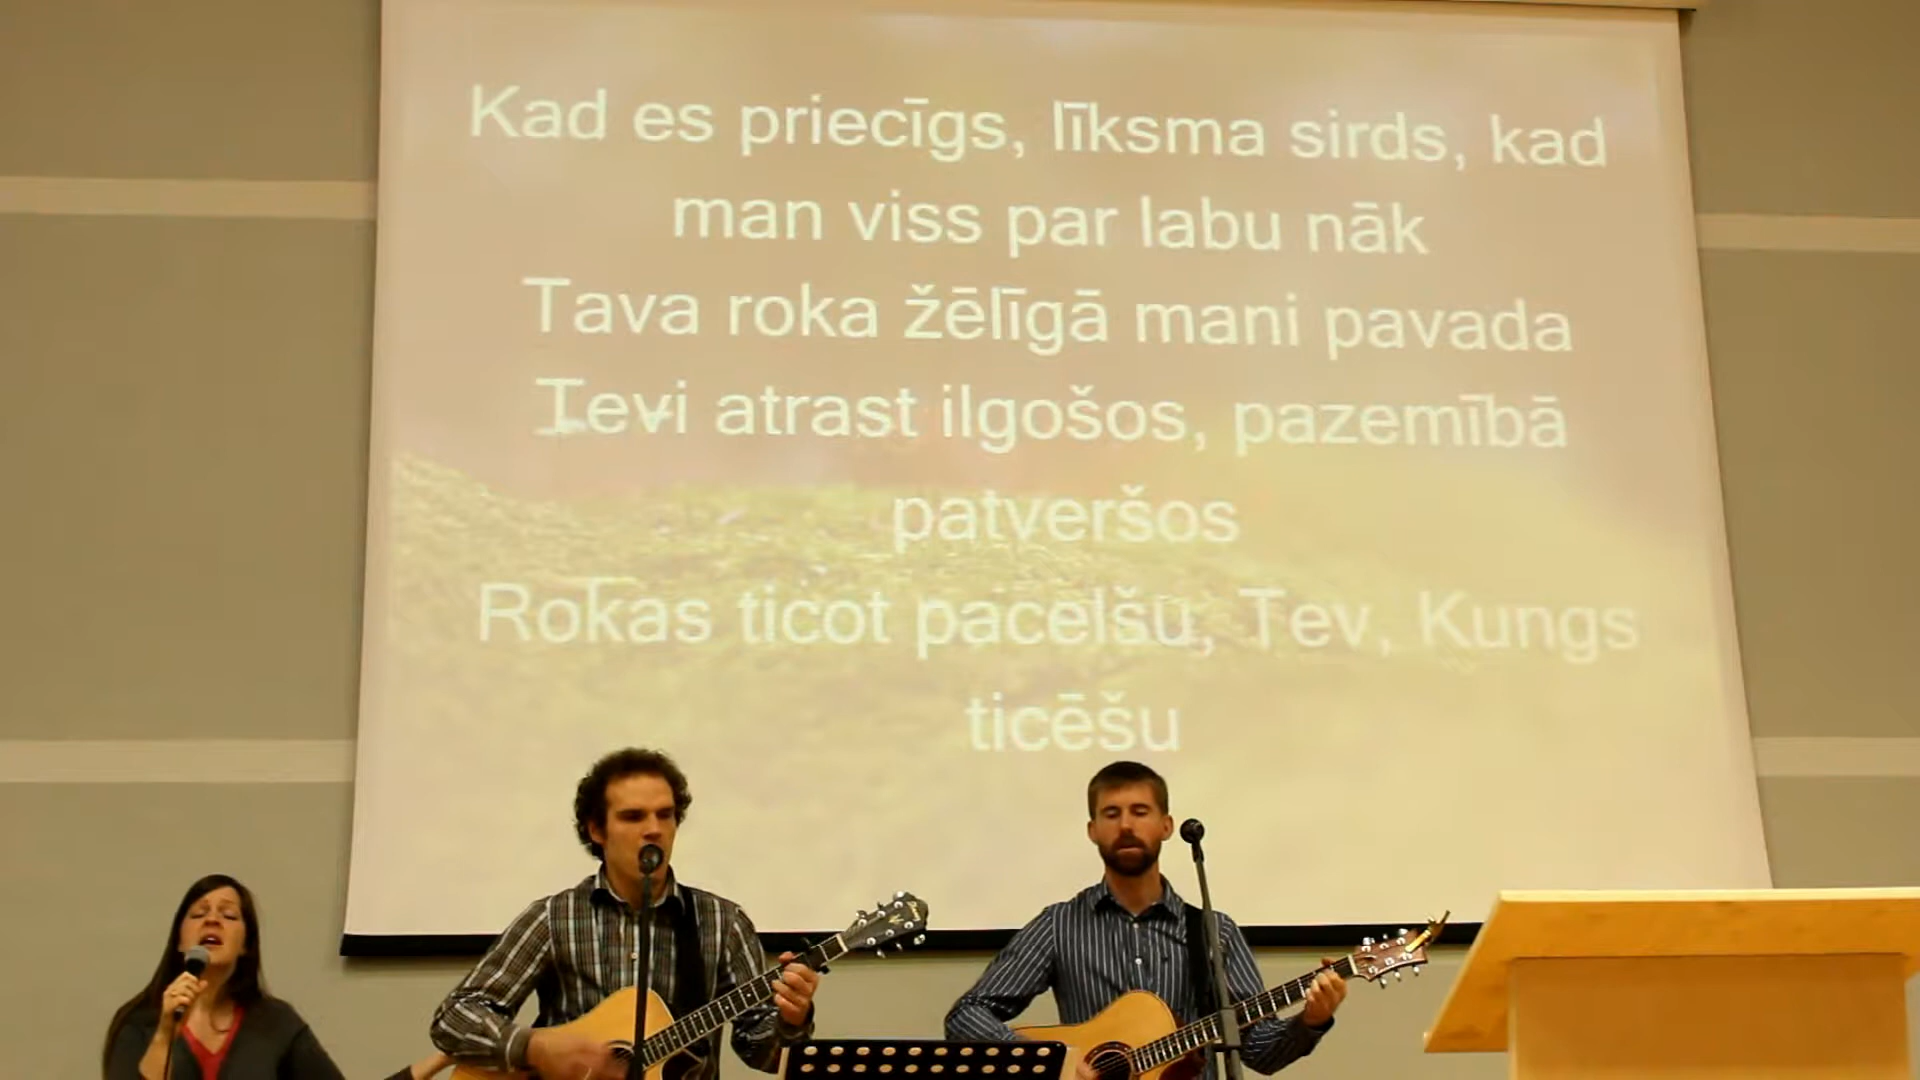 Kad es priecīgs, līksma sirds, kad
man viss par labu nāk
Tava roka žēlīgā mani pavada
Tevi atrast ilgošos, pazemībā
patveršos
Rokas ticot pacelšu, Tev, Kungs
ticēšu